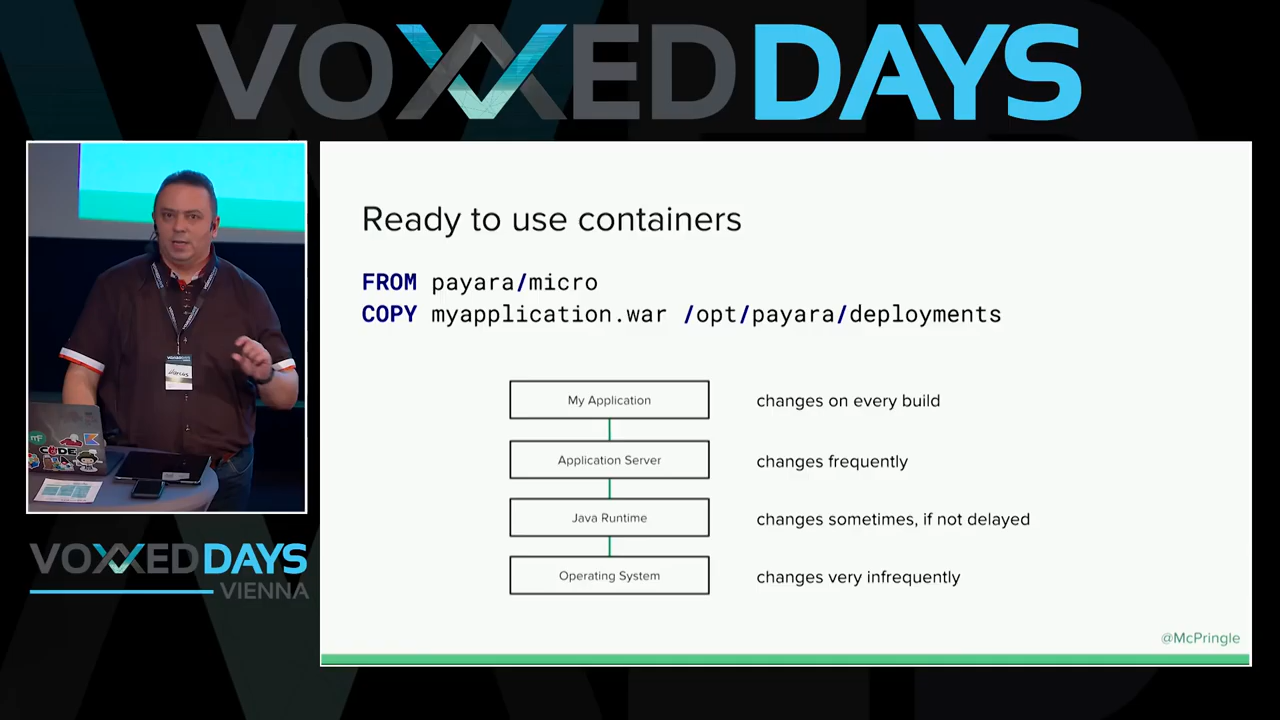 VOXXED DAYS
Ready to use containers
FROM payara/micro
COPY myapplication.war /opt/payara/deployments
My Application changes on every build
Application Server changes frequently
Java Runtime changes sometimes, if not delayed
Operating System changes very infrequently
@McPringle
CODE
VOXXED DAYS
VIENNA